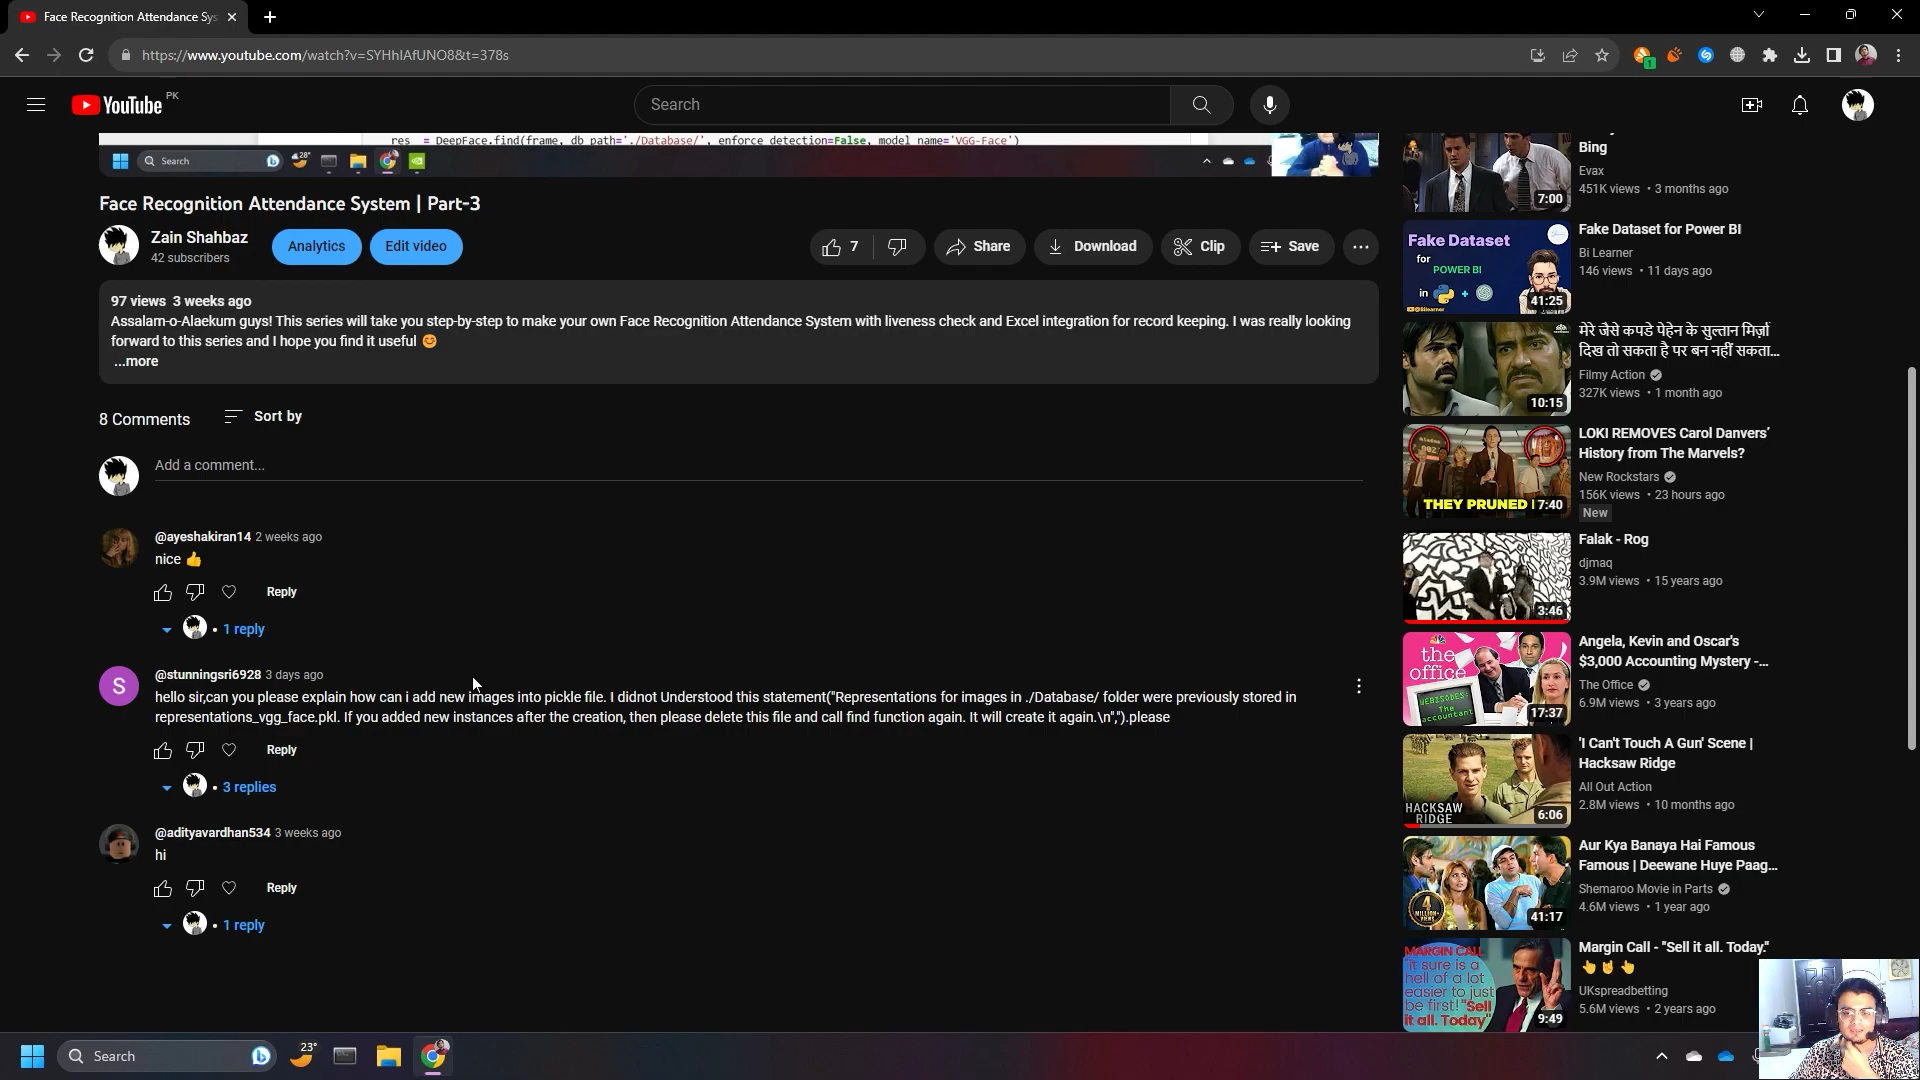 Face Recognition Attendance Sys
https://www.youtube.com/watch?v=SYHhIAfUNO8&t=378s
1
YouTube PK
Search
res = DeepFace.find(frame, db_path='./Database/', enforce_detection=False, model_name='VGG-Face')
Search
28°
Face Recognition Attendance System | Part-3
Zain Shahbaz
42 subscribers
Analytics
Edit video
7
Share
Download
Clip
Save
97 views 3 weeks ago
Assalam-o-Alaekum guys! This series will take you step-by-step to make your own Face Recognition Attendance System with liveness check and Excel integration for record keeping. I was really looking
forward to this series and I hope you find it useful 😊
...more
8 Comments
Sort by
Add a comment...
@ayeshakiran14 2 weeks ago
nice 👍
Reply
• 1 reply
S
@stunningsri6928 3 days ago
hello sir,can you please explain how can i add new images into pickle file. I didnot Understood this statement("Representations for images in ./Database/ folder were previously stored in
representations_vgg_face.pkl. If you added new instances after the creation, then please delete this file and call find function again. It will create it again.\n",").please
Reply
• 3 replies
@adityavardhan534 3 weeks ago
hi
Reply
• 1 reply
Bing
Evax
451K views • 3 months ago
7:00
Fake Dataset
for
POWER BI
in + 
@Bilearner
41:25
Fake Dataset for Power BI
Bi Learner
146 views • 11 days ago
10:15
मेरे जैसे कपडे पेहेन के सुल्तान मिर्ज़ा
दिख तो सकता है पर बन नहीं सकता...
Filmy Action
327K views • 1 month ago
THEY PRUNED
7:40
LOKI REMOVES Carol Danvers'
History from The Marvels?
New Rockstars
156K views • 23 hours ago
New
3:46
Falak - Rog
djmaq
3.9M views • 15 years ago
the
office
WEBISODES:
The
accountant
17:37
Angela, Kevin and Oscar's
$3,000 Accounting Mystery -...
The Office
6.9M views • 3 years ago
HACKSAW
RIDGE
6:06
'I Can't Touch A Gun' Scene |
Hacksaw Ridge
All Out Action
2.8M views • 10 months ago
4
MILLION+
41:17
Aur Kya Banaya Hai Famous
Famous | Deewane Huye Paag...
Shemaroo Movie in Parts
4.6M views • 1 year ago
MARGIN CALL
"it sure is a
hell of a lot
easier to just
be first! "Sell
it all. Today"
9:49
Margin Call - "Sell it all. Today."
👆🤘👆
UKspreadbetting
5.6M views • 2 years ago
Search
23°